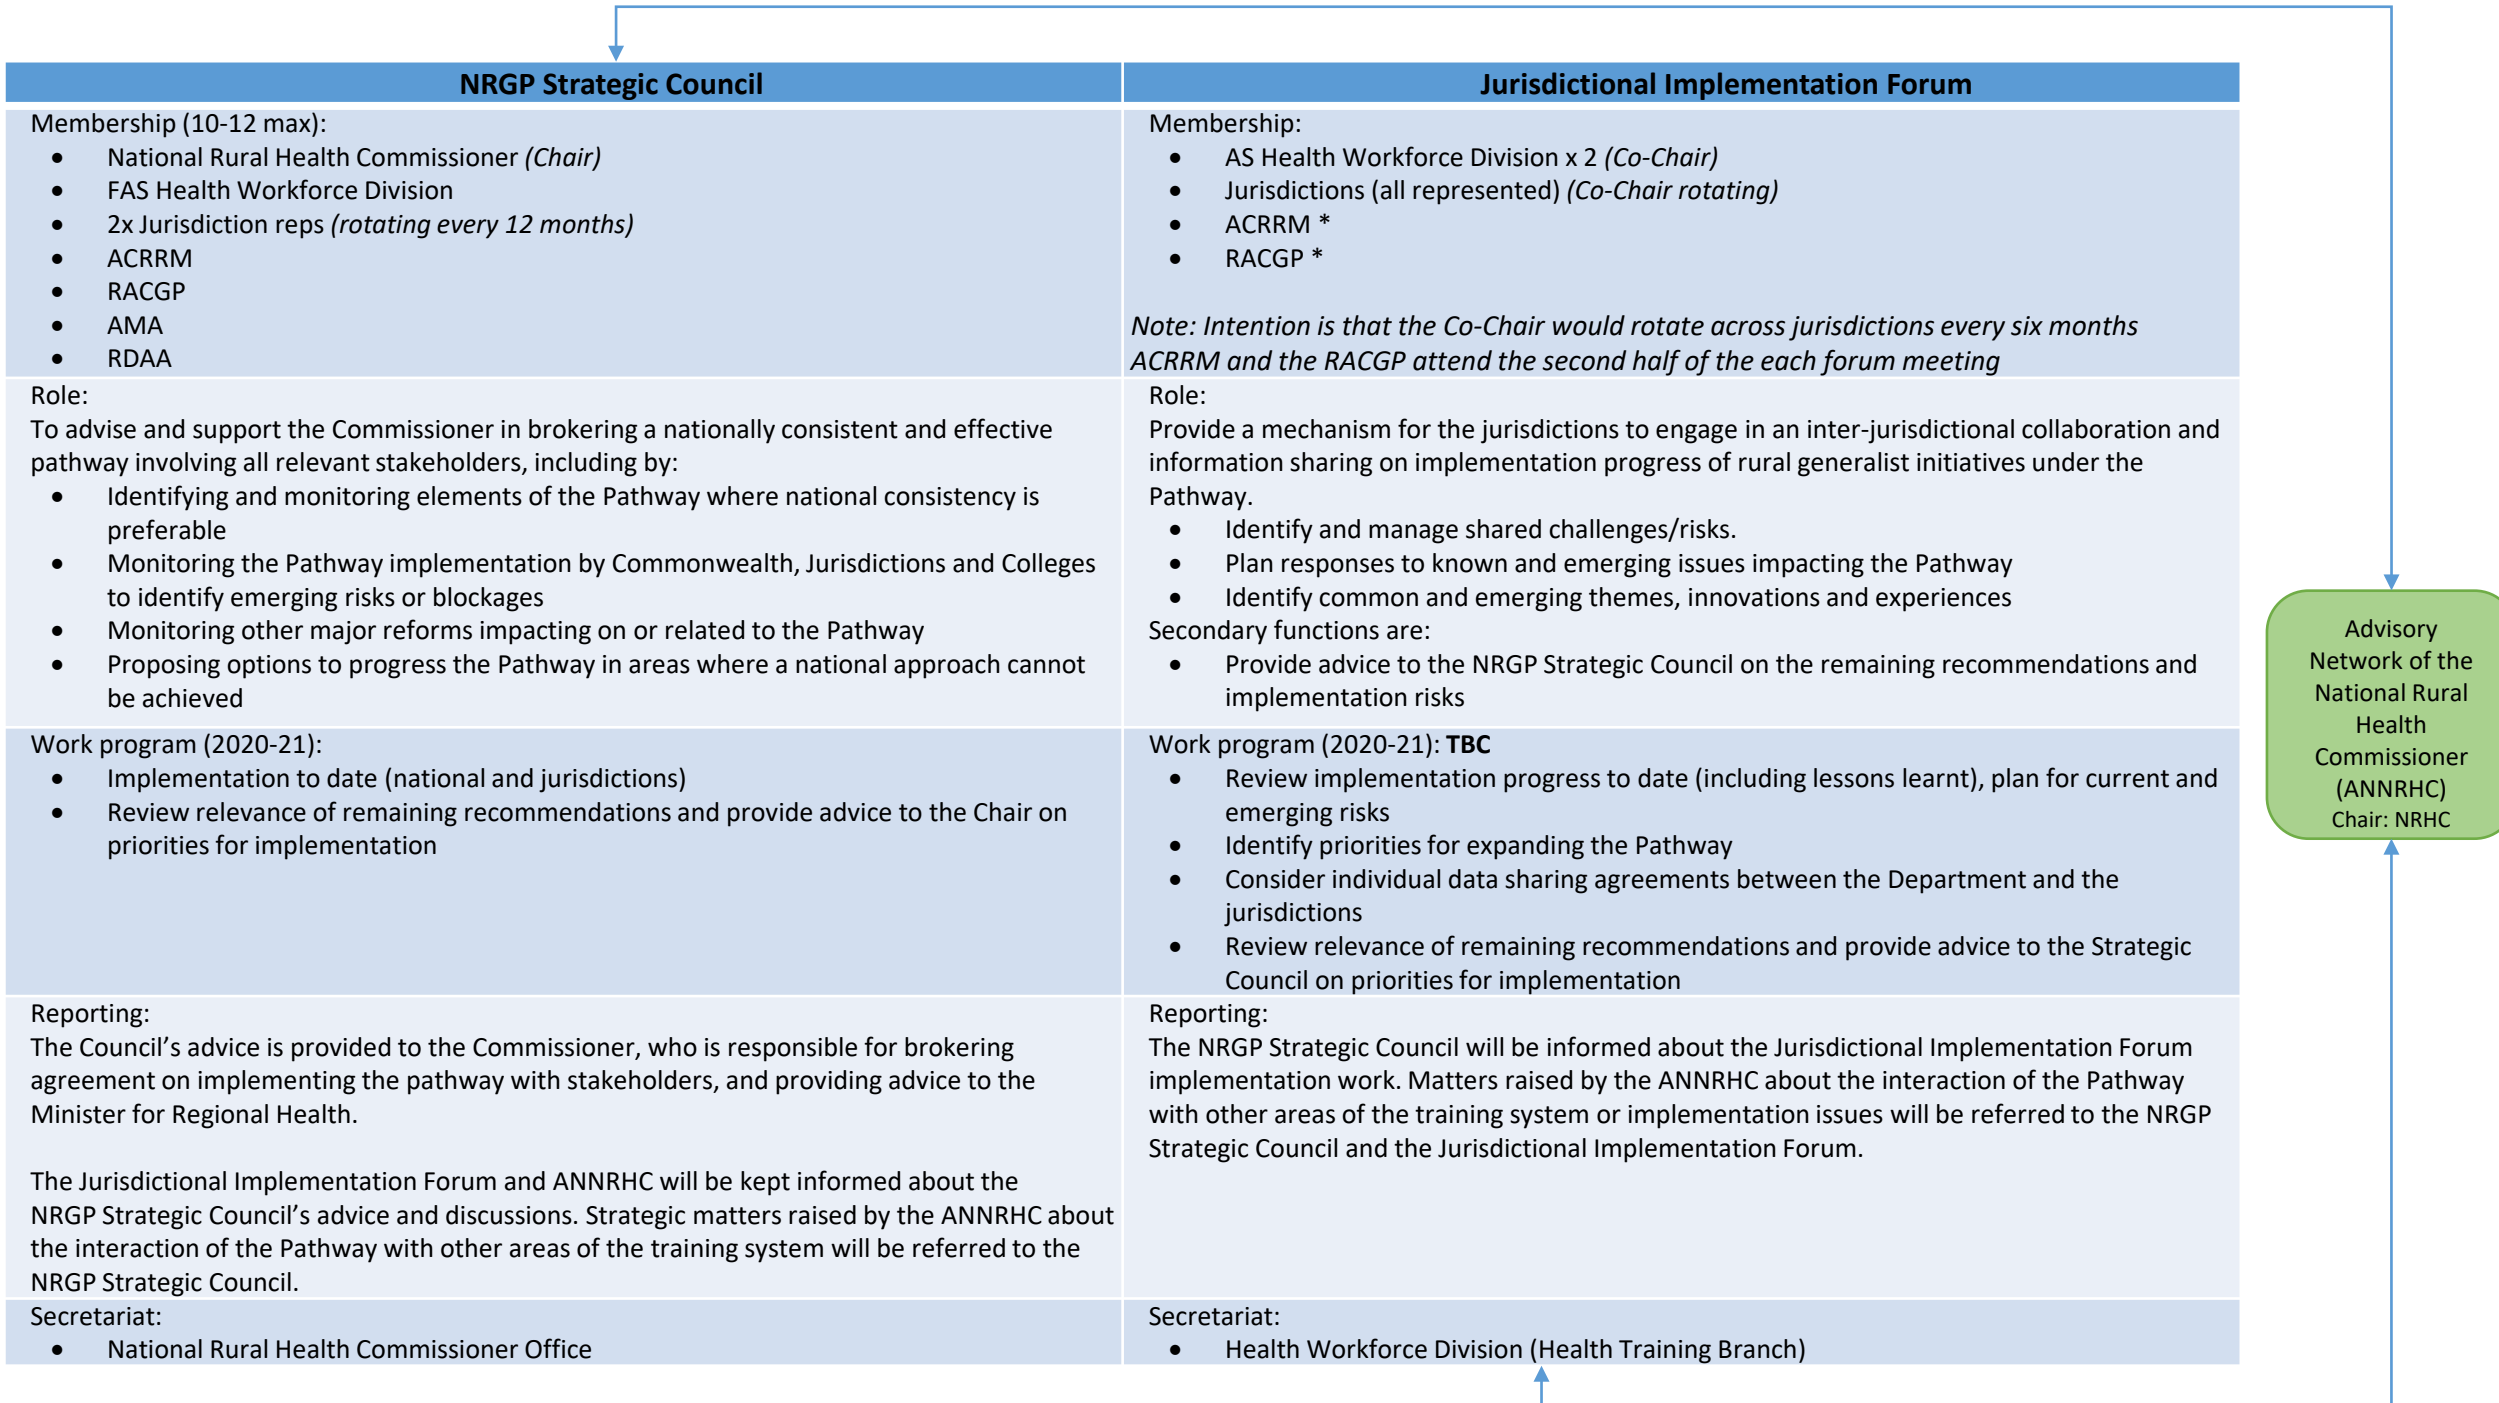 NRGP Strategic Council
Membership (10-12 max):
• National Rural Health Commissioner (Chair)
• FAS Health Workforce Division
• 2x Jurisdiction reps (rotating every 12 months)
• ACRRM
• RACGP
• AMA
• RDAA
Role:
To advise and support the Commissioner in brokering a nationally consistent and effective
pathway involving all relevant stakeholders, including by:
• Identifying and monitoring elements of the Pathway where national consistency is
preferable
• Monitoring the Pathway implementation by Commonwealth, Jurisdictions and Colleges
to identify emerging risks or blockages
• Monitoring other major reforms impacting on or related to the Pathway
• Proposing options to progress the Pathway in areas where a national approach cannot
be achieved
Work program (2020-21):
• Implementation to date (national and jurisdictions)
• Review relevance of remaining recommendations and provide advice to the Chair on
priorities for implementation
Reporting:
The Council's advice is provided to the Commissioner, who is responsible for brokering
agreement on implementing the pathway with stakeholders, and providing advice to the
Minister for Regional Health.
The Jurisdictional Implementation Forum and ANNRHC will be kept informed about the
NRGP Strategic Council's advice and discussions. Strategic matters raised by the ANNRHC about
the interaction of the Pathway with other areas of the training system will be referred to the
NRGP Strategic Council.
Secretariat:
• National Rural Health Commissioner Office
Jurisdictional Implementation Forum
Membership:
• AS Health Workforce Division x 2 (Co-Chair)
• Jurisdictions (all represented) (Co-Chair rotating)
• ACRRM *
• RACGP *
Note: Intention is that the Co-Chair would rotate across jurisdictions every six months
ACRRM and the RACGP attend the second half of the each forum meeting
Role:
Provide a mechanism for the jurisdictions to engage in an inter-jurisdictional collaboration and
information sharing on implementation progress of rural generalist initiatives under the
Pathway.
• Identify and manage shared challenges/risks.
• Plan responses to known and emerging issues impacting the Pathway
• Identify common and emerging themes, innovations and experiences
Secondary functions are:
• Provide advice to the NRGP Strategic Council on the remaining recommendations and
implementation risks
Work program (2020-21): TBC
• Review implementation progress to date (including lessons learnt), plan for current and
emerging risks
• Identify priorities for expanding the Pathway
• Consider individual data sharing agreements between the Department and the
jurisdictions
• Review relevance of remaining recommendations and provide advice to the Strategic
Council on priorities for implementation
Reporting:
The NRGP Strategic Council will be informed about the Jurisdictional Implementation Forum
implementation work. Matters raised by the ANNRHC about the interaction of the Pathway
with other areas of the training system or implementation issues will be referred to the NRGP
Strategic Council and the Jurisdictional Implementation Forum.
Secretariat:
• Health Workforce Division (Health Training Branch)
Advisory
Network of the
National Rural
Health
Commissioner
(ANNRHC)
Chair: NRHC